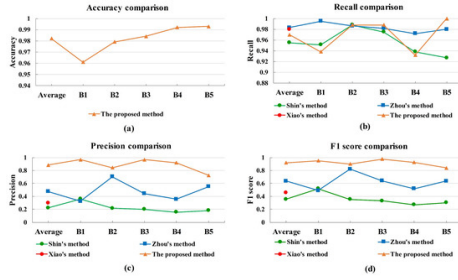 Accuracy comparison
Accuracy
1
0.99
0.98
0.97
0.96
0.95
0.94
Average B1 B2 B3 B4 B5
The proposed method
(a)
Recall comparison
Recall
1
0.98
0.96
0.94
0.92
0.9
0.88
Average B1 B2 B3 B4 B5
Shin's method Zhou's method
Xiao's method The proposed method
(b)
Precision comparison
Precision
1
0.8
0.6
0.4
0.2
0
Average B1 B2 B3 B4 B5
Shin's method Zhou's method
Xiao's method The proposed method
(c)
F1 score comparison
F1 score
1
0.8
0.6
0.4
0.2
0
Average B1 B2 B3 B4 B5
Shin's method Zhou's method
Xiao's method The proposed method
(d)